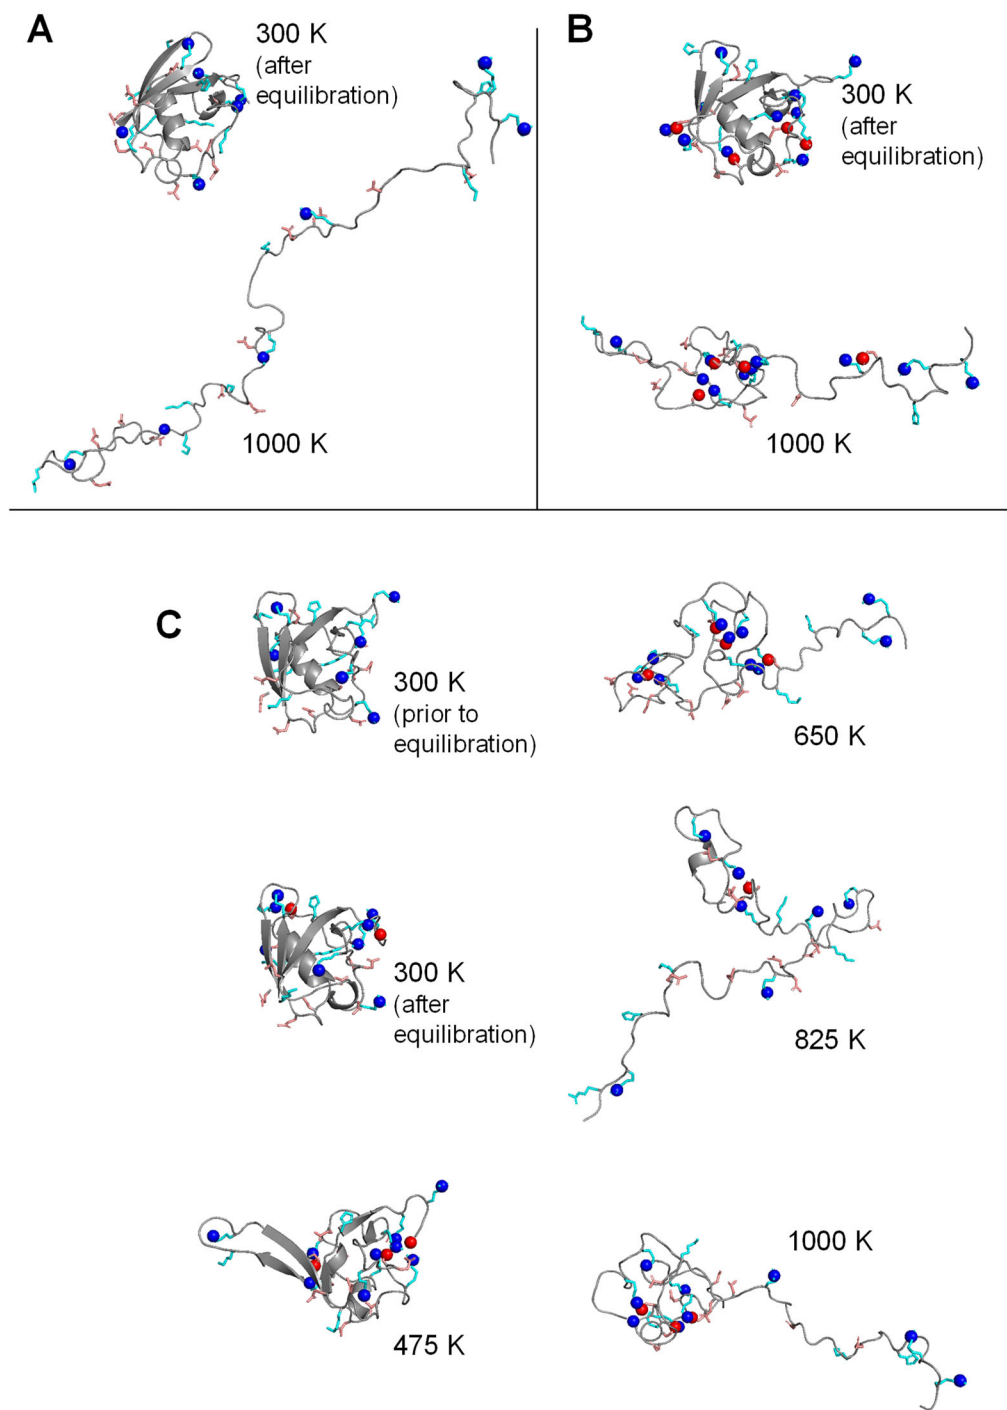 A
300 K
(after
equilibration)
1000 K
B
300 K
(after
equilibration)
1000 K
C
300 K
(prior to
equilibration)
650 K
300 K
(after
equilibration)
825 K
475 K
1000 K